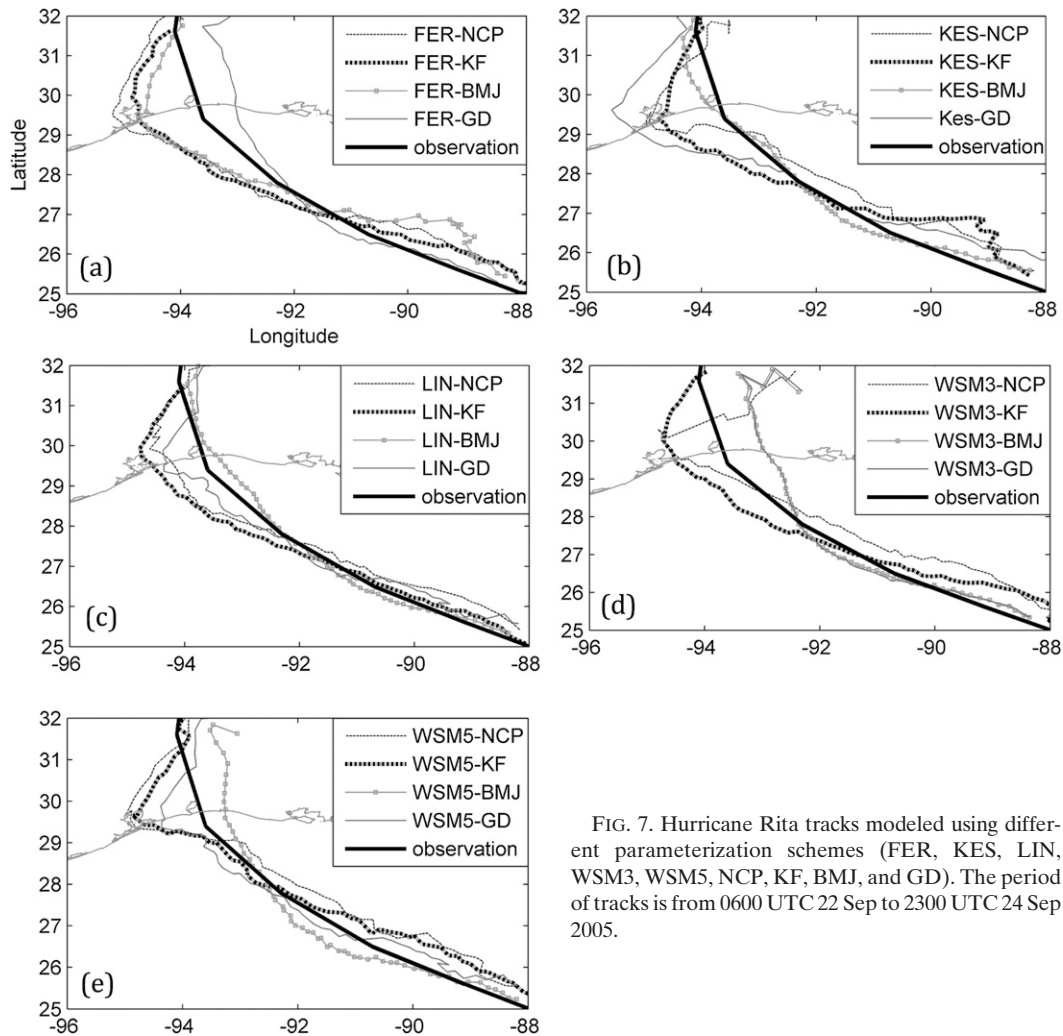 32
31
30
29
28
27
26
25
Latitude
-96
-94
-92
-90
-88
Longitude
FER-NCP
FER-KF
FER-BMJ
FER-GD
observation
(a)
32
31
30
29
28
27
26
25
-96
-94
-92
-90
-88
KES-NCP
KES-KF
KES-BMJ
Kes-GD
observation
(b)
32
31
30
29
28
27
26
25
-96
-94
-92
-90
-88
LIN-NCP
LIN-KF
LIN-BMJ
LIN-GD
observation
(c)
32
31
30
29
28
27
26
25
-96
-94
-92
-90
-88
WSM3-NCP
WSM3-KF
WSM3-BMJ
WSM3-GD
observation
(d)
32
31
30
29
28
27
26
25
-96
-94
-92
-90
-88
WSM5-NCP
WSM5-KF
WSM5-BMJ
WSM5-GD
observation
(e)
FIG. 7. Hurricane Rita tracks modeled using differ-
ent parameterization schemes (FER, KES, LIN,
WSM3, WSM5, NCP, KF, BMJ, and GD). The period
of tracks is from 0600 UTC 22 Sep to 2300 UTC 24 Sep
2005.